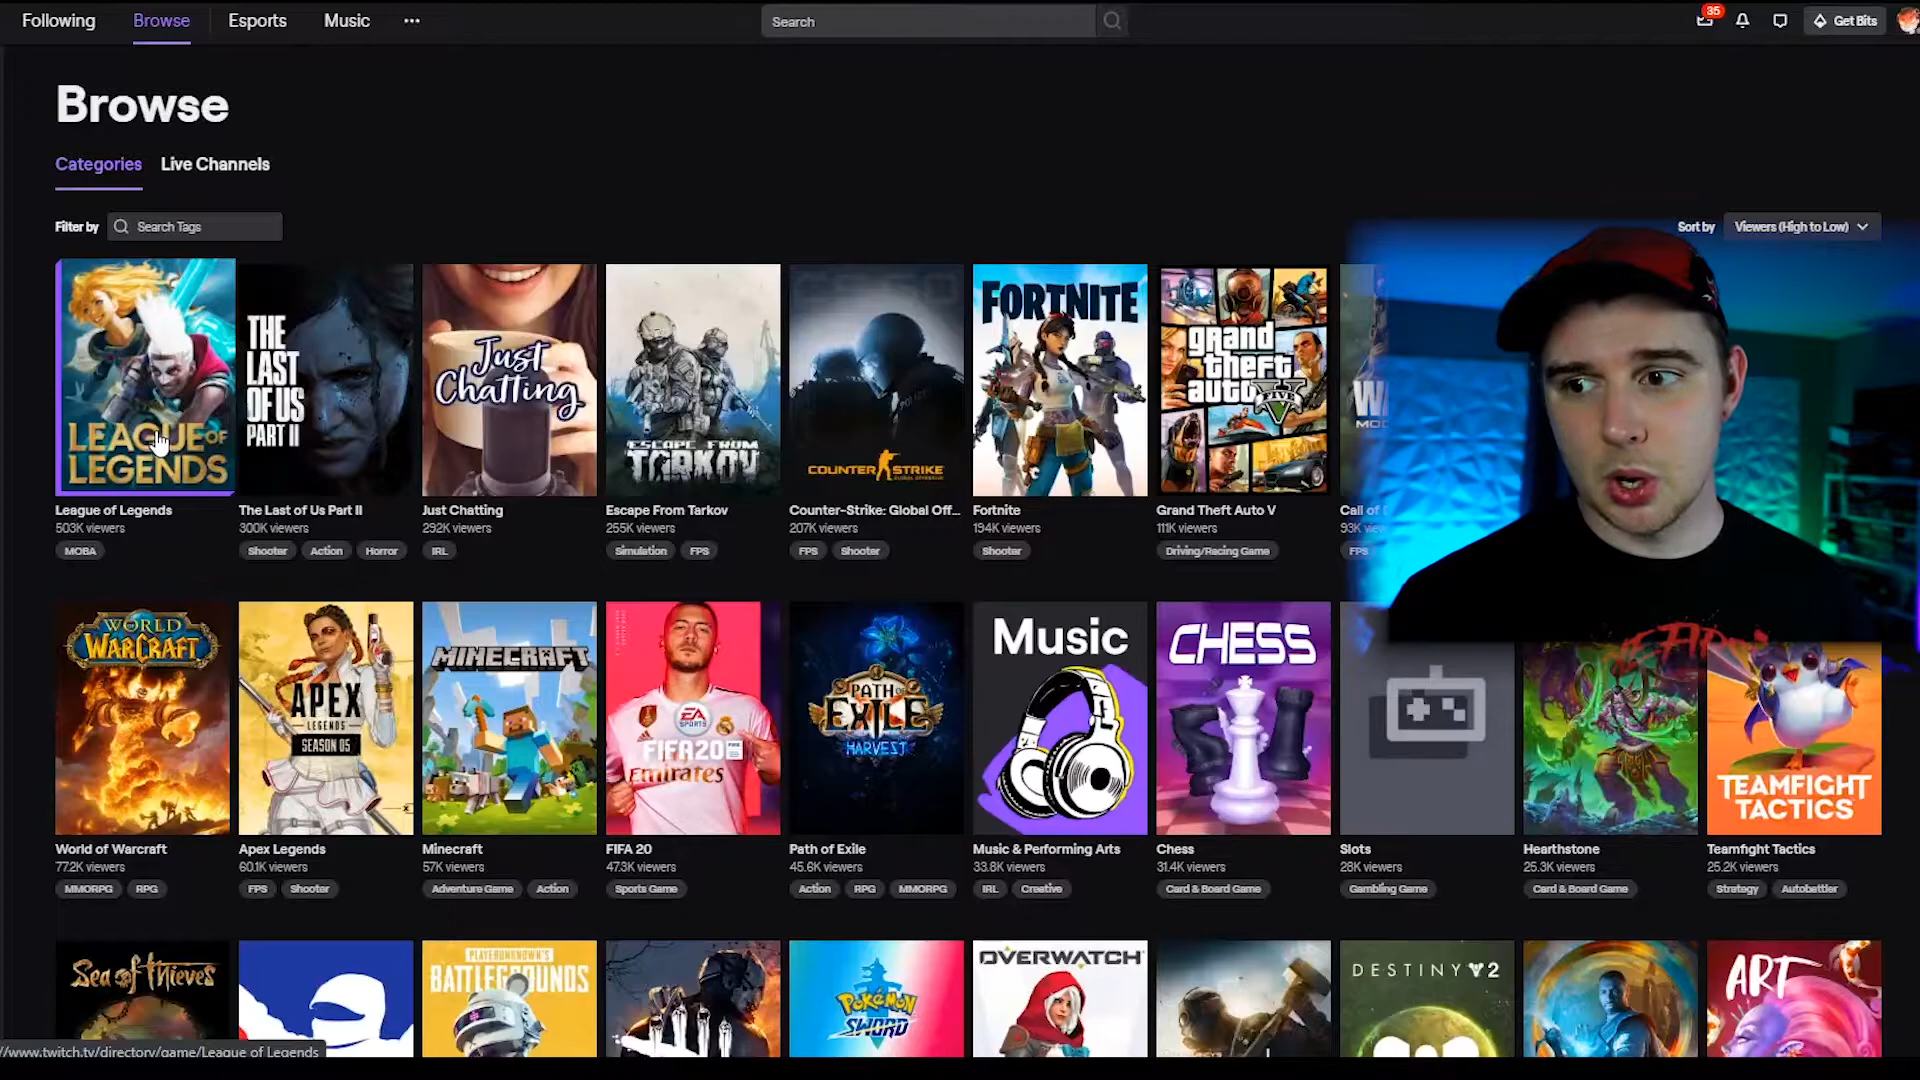 Following Browse Esports Music ...
Search
35
Get Bits
Browse
Categories Live Channels
Filter by Search Tags
Sort by Viewers (High to Low)
LEAGUE OF
LEGENDS
THE
LAST
OF US
PART II
Just
Chatting
ESCAPE FROM
TARKOV
COUNTER STRIKE
GLOBAL OFFENSIVE
FORTNITE
grand
theft
auto
FIVE
League of Legends
503K viewers
MOBA
The Last of Us Part II
300K viewers
Shooter Action Horror
Just Chatting
292K viewers
IRL
Escape From Tarkov
255K viewers
Simulation FPS
Counter-Strike: Global Off...
207K viewers
FPS Shooter
Fortnite
194K viewers
Shooter
Grand Theft Auto V
111K viewers
Driving/Racing Game
Call of
93K
FPS
WORLD
OF
WARCRAFT
APEX
LEGENDS
SEASON 05
MINECRAFT
EA
SPORTS
FIFA 20
Emirates
PATH OF
EXILE
HARVEST
Music
CHESS
TEAMFIGHT
TACTICS
World of Warcraft
77.2K viewers
MMORPG RPG
Apex Legends
60.1K viewers
FPS Shooter
Minecraft
57K viewers
Adventure Game Action
FIFA 20
47.3K viewers
Sports Game
Path of Exile
45.6K viewers
Action RPG MMORPG
Music & Performing Arts
33.8K viewers
IRL Creative
Chess
31.4K viewers
Card & Board Game
Slots
28K viewers
Gambling Game
Hearthstone
25.3K viewers
Card & Board Game
Teamfight Tactics
25.2K viewers
Strategy Autobattler
Sea of Thieves
PLAYERUNKNOWN'S
BATTLEGROUNDS
Pokémon
SWORD
OVERWATCH
DESTINY 2
ART
//www.twitch.tv/directory/game/League of Legends